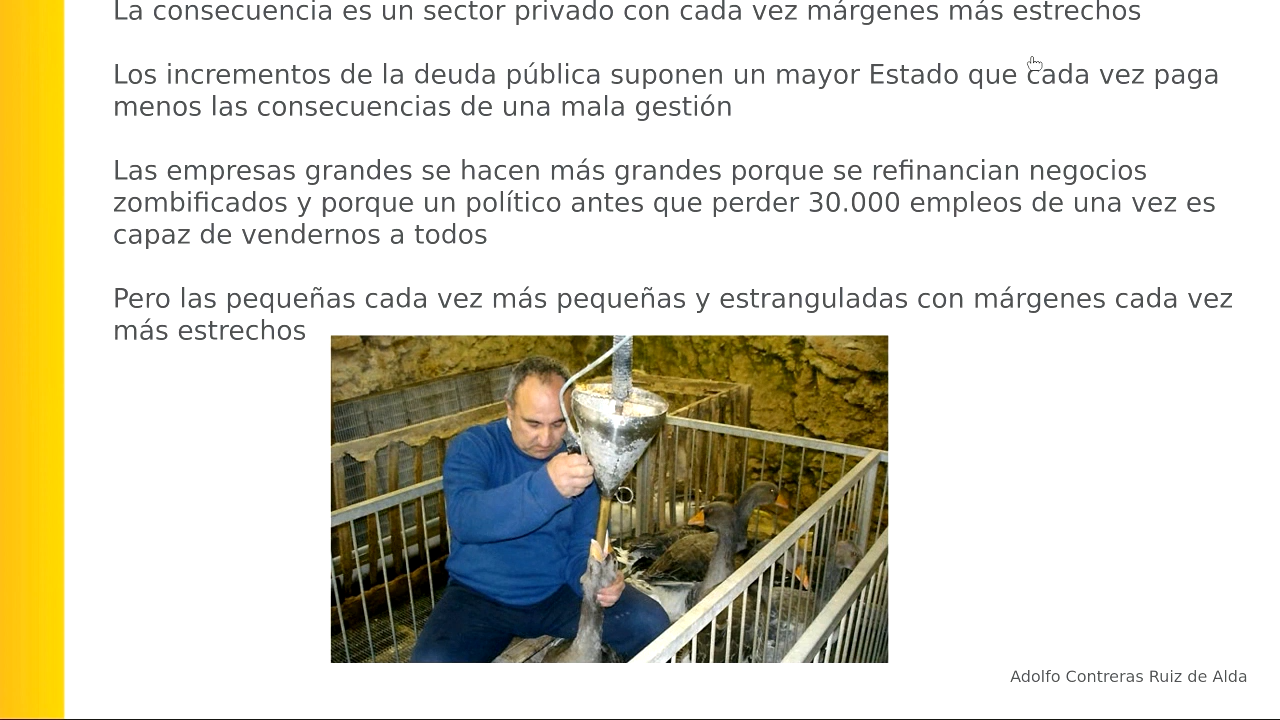 La consecuencia es un sector privado con cada vez márgenes más estrechos
Los incrementos de la deuda pública suponen un mayor Estado que cada vez paga
menos las consecuencias de una mala gestión
Las empresas grandes se hacen más grandes porque se refinancian negocios
zombificados y porque un político antes que perder 30.000 empleos de una vez es
capaz de vendernos a todos
Pero las pequeñas cada vez más pequeñas y estranguladas con márgenes cada vez
más estrechos
Adolfo Contreras Ruiz de Alda